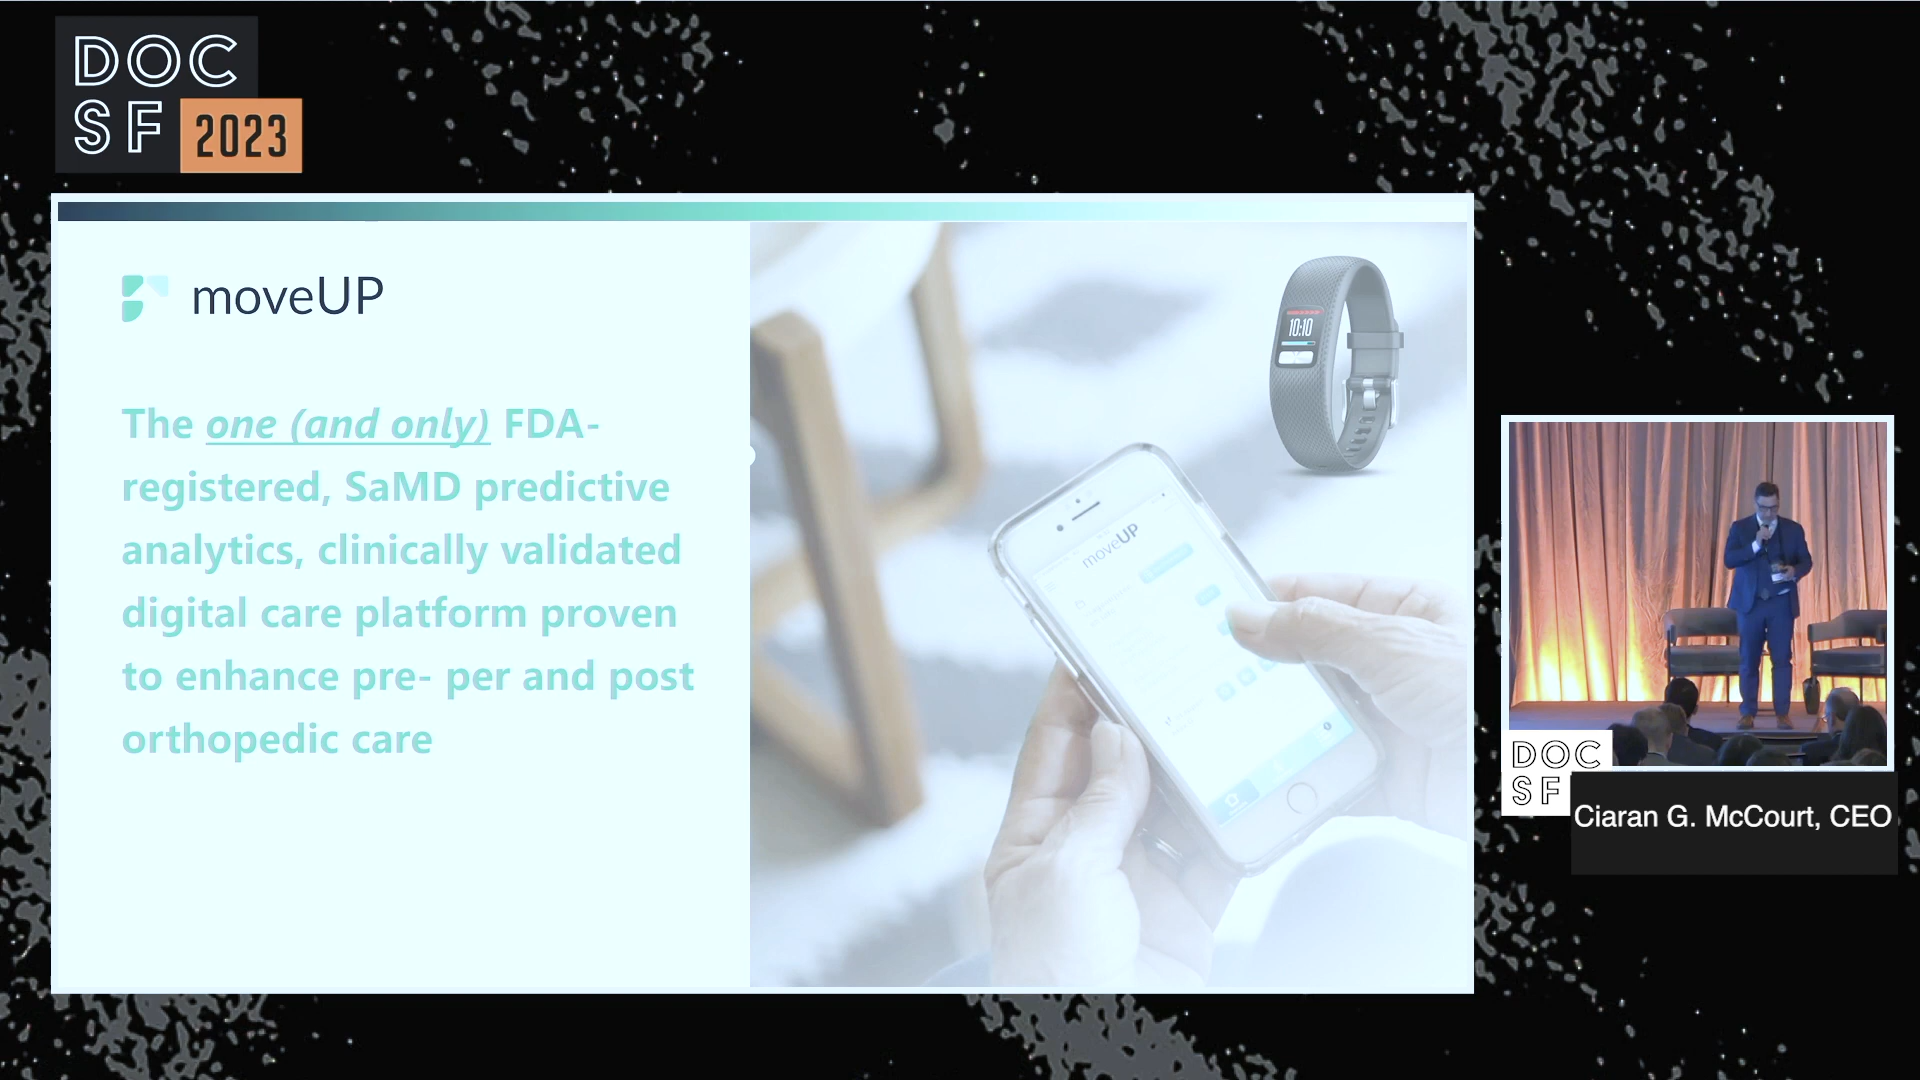 DOC
SF 2023
moveUP
The one (and only) FDA-
registered, SaMD predictive
analytics, clinically validated
digital care platform proven
to enhance pre- per and post
orthopedic care
10:10
moveUP
DOC
SF
Ciaran G. McCourt, CEO